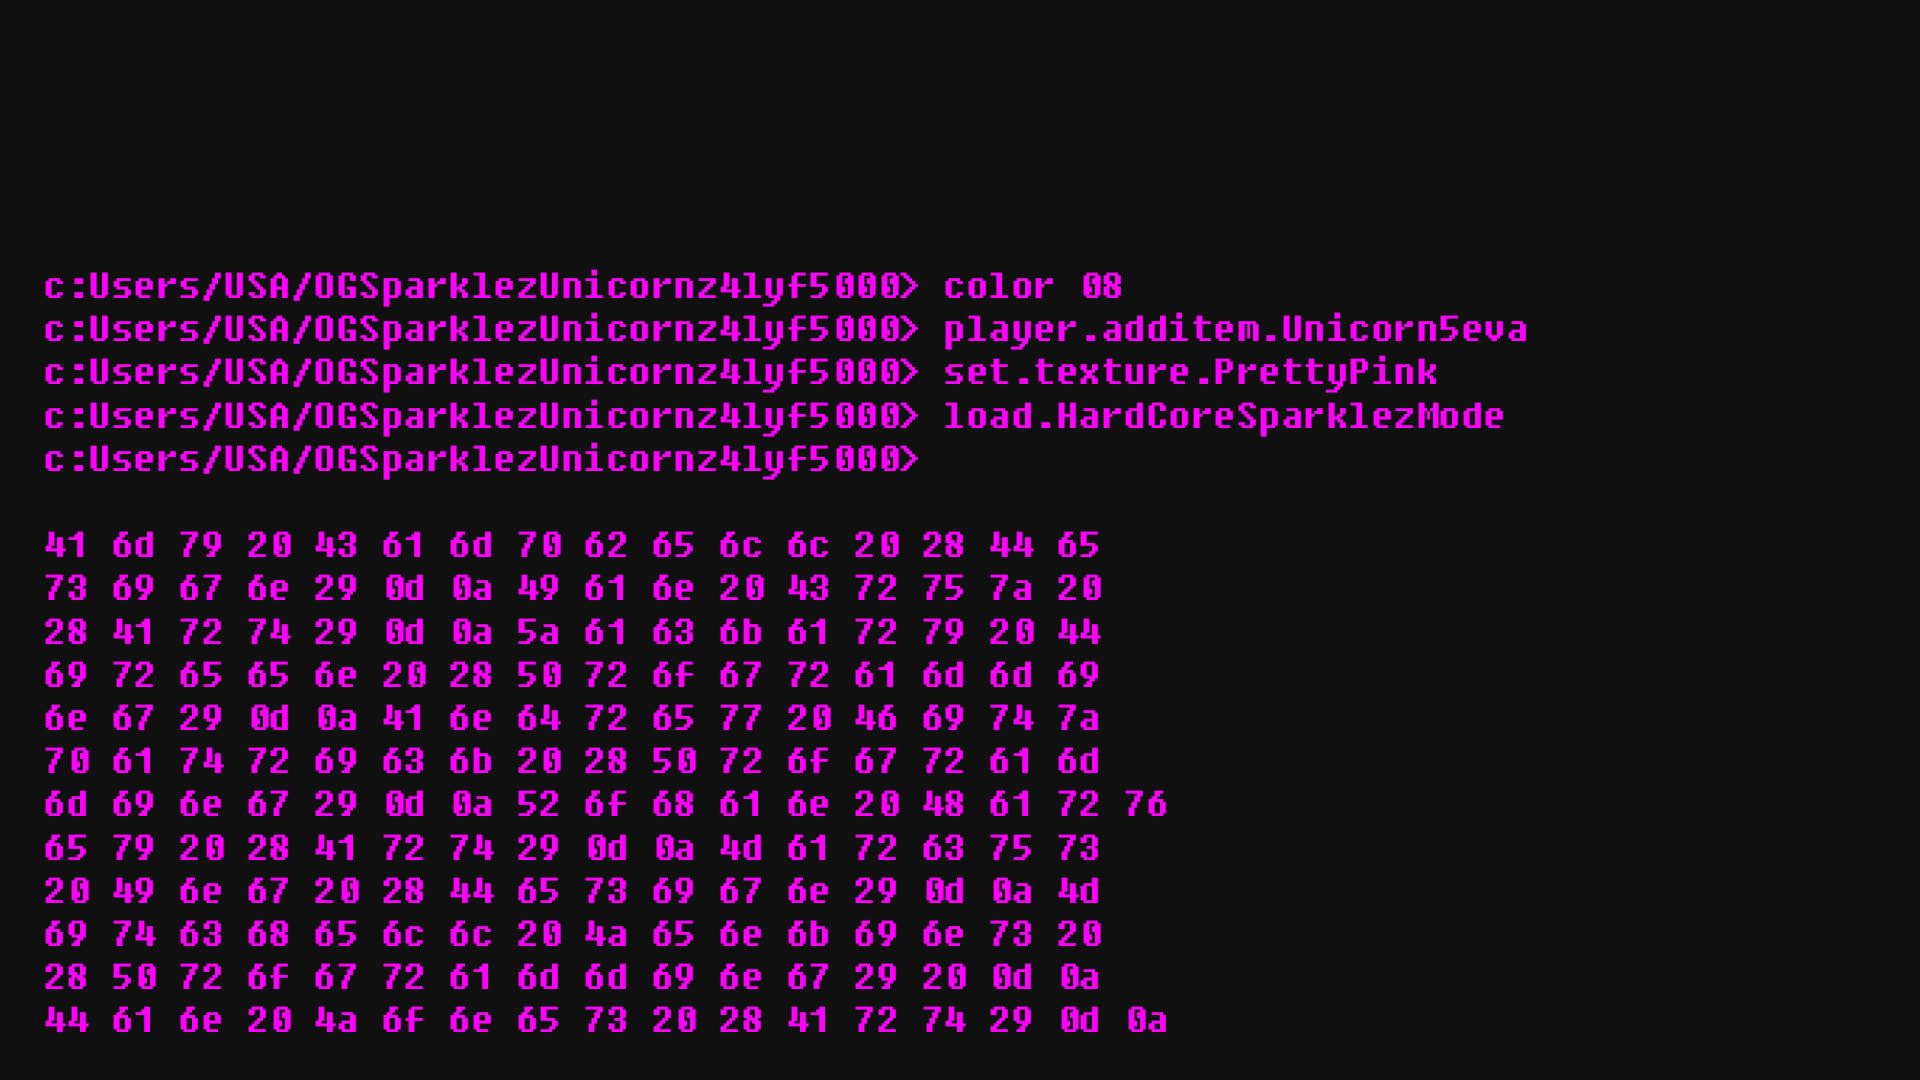 c:Users/USA/OGSparklezUnicornz4lyf5000> color 08
c:Users/USA/OGSparklezUnicornz4lyf5000> player.additem.Unicorn5eva
c:Users/USA/OGSparklezUnicornz4lyf5000> set.texture.PrettyPink
c:Users/USA/OGSparklezUnicornz4lyf5000> load.HardCoreSparklezMode
c:Users/USA/OGSparklezUnicornz4lyf5000>
41 6d 79 20 43 61 6d 70 62 65 6c 6c 20 28 44 65
73 69 67 6e 29 0d 0a 49 61 6e 20 43 72 75 7a 20
28 41 72 74 29 0d 0a 5a 61 63 6b 61 72 79 20 44
69 72 65 65 6e 20 28 50 72 6f 67 72 61 6d 6d 69
6e 67 29 0d 0a 41 6e 64 72 65 77 20 46 69 74 7a
70 61 74 72 69 63 6b 20 28 50 72 6f 67 72 61 6d
6d 69 6e 67 29 0d 0a 52 6f 68 61 6e 20 48 61 72 76
65 79 20 28 41 72 74 29 0d 0a 4d 61 72 63 75 73
20 49 6e 67 20 28 44 65 73 69 67 6e 29 0d 0a 4d
69 74 63 68 65 6c 6c 20 4a 65 6e 6b 69 6e 73 20
28 50 72 6f 67 72 61 6d 6d 69 6e 67 29 20 0d 0a
44 61 6e 20 4a 6f 6e 65 73 20 28 41 72 74 29 0d 0a